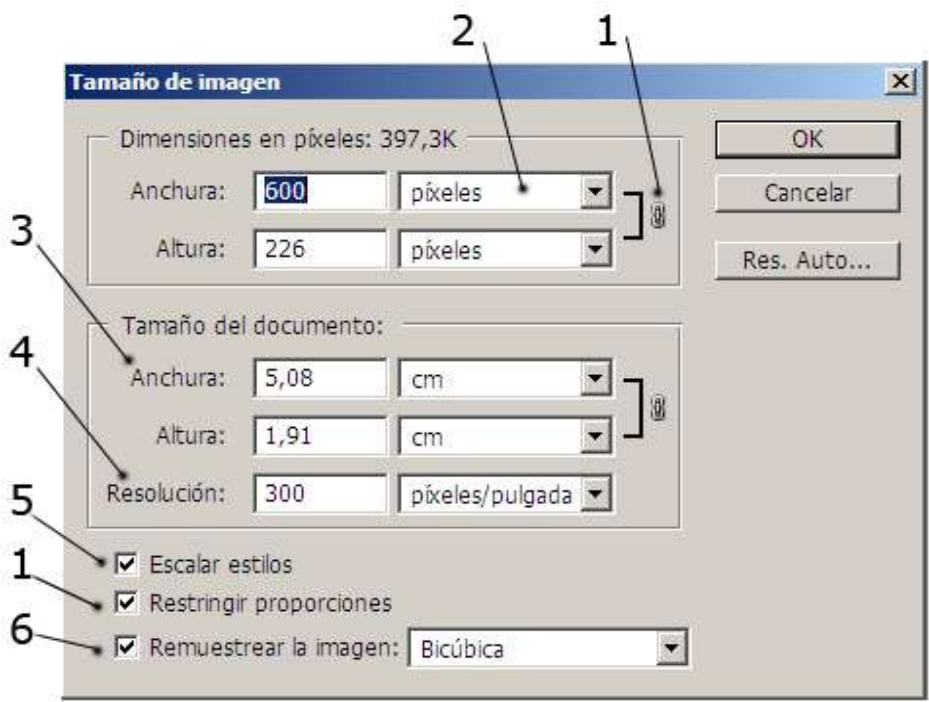 2 1
Tamaño de imagen
Dimensiones en píxeles: 397,3K
OK
Anchura: 600 píxeles
Cancelar
3
Altura: 226 píxeles
Res. Auto...
Tamaño del documento:
4
Anchura: 5,08 cm
Altura: 1,91 cm
Resolución: 300 píxeles/pulgada
5
Escalar estilos
1
Restringir proporciones
6
Remuestrear la imagen: Bicúbica